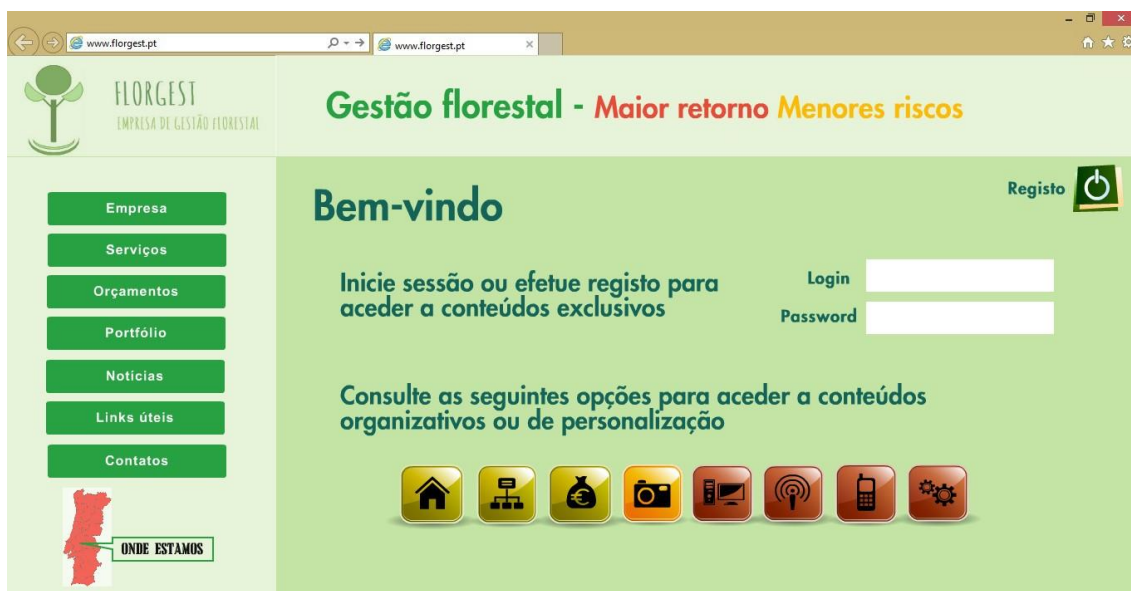 www.florgest.pt
www.florgest.pt
FLORGEST
EMPRESA DE GESTÃO FLORESTAL
Gestão florestal - Maior retorno Menores riscos
Empresa
Serviços
Orçamentos
Portfólio
Noticias
Links úteis
Contatos
ONDE ESTAMOS
Bem-vindo
Registo
Inicie sessão ou efetue registo para
aceder a conteúdos exclusivos
Login
Password
Consulte as seguintes opções para aceder a conteúdos
organizativos ou de personalização